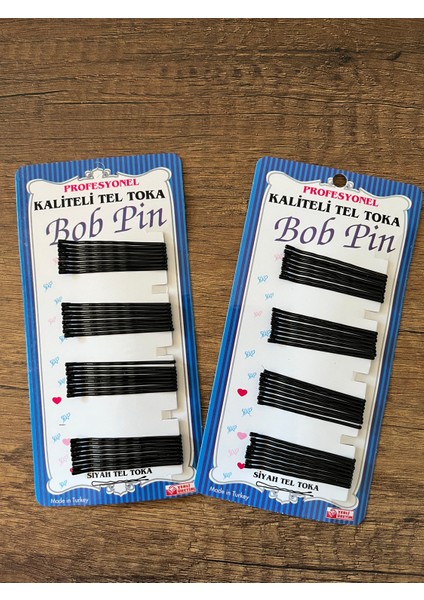 PROFESYONEL
KALİTELİ TEL TOKA
Bob Pin
SİYAH TEL TOKA
Made in Turkey
PROFESYONEL
KALİTELİ TEL TOKA
Bob Pin
SİYAH TEL TOKA
Made in Turkey